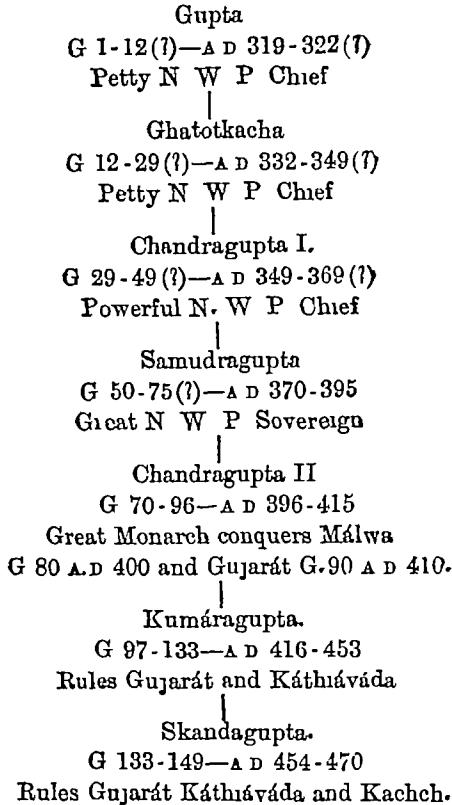 Gupta
G 1-12(?)—A D 319-322(?)
Petty N W P Chief
Ghatotkacha
G 12-29(?)—A D 332-349(?)
Petty N W P Chief
Chandragupta I.
G 29-49(?)—A D 349-369(?)
Powerful N. W P Chief
Samudragupta
G 50-75(?)—A D 370-395
Great N W P Sovereign
Chandragupta II
G 70-96—A D 396-415
Great Monarch conquers Málwa
G 80 A.D 400 and Gujarát G.90 A D 410.
Kumáragupta.
G 97-133—A D 416-453
Rules Gujarát and Káthiáváda
Skandagupta.
G 133-149—A D 454-470
Rules Gujarát Káthiáváda and Kachch.